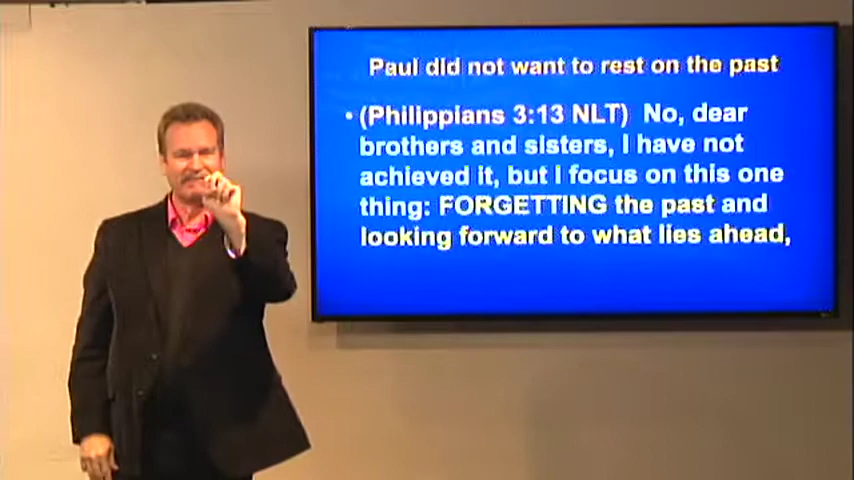 Paul did not want to rest on the past
• (Philippians 3:13 NLT) No, dear
brothers and sisters, I have not
achieved it, but I focus on this one
thing: FORGETTING the past and
looking forward to what lies ahead,